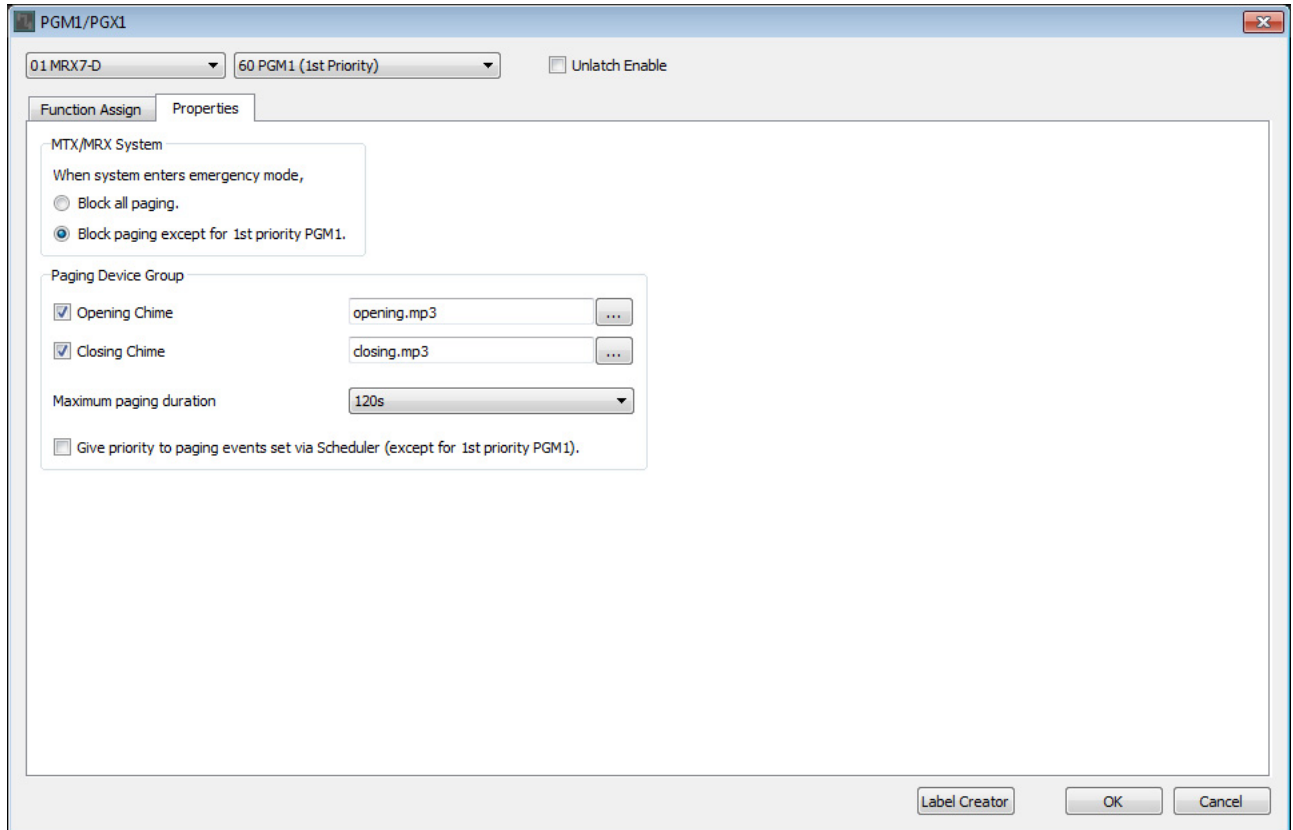 PGM1/PGX1
01 MRX7-D 60 PGM1 (1st Priority) Unlatch Enable
Function Assign Properties
MTX/MRX System
When system enters emergency mode,
Block all paging.
Block paging except for 1st priority PGM1.
Paging Device Group
Opening Chime opening.mp3 ...
Closing Chime closing.mp3 ...
Maximum paging duration 120s
Give priority to paging events set via Scheduler (except for 1st priority PGM1).
Label Creator OK Cancel